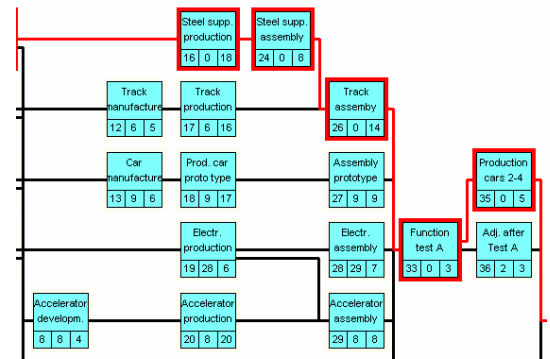 Steel supp.
production
16 0 18
Steel supp.
assembly
24 0 8
Track
manufacture
12 6 5
Track
production
17 6 16
Track
assemby
26 0 14
Car
manufacture
13 9 6
Prod. car
proto type
18 9 17
Assembly
prototype
27 9 9
Production
cars 2-4
35 0 5
Electr.
production
19 28 6
Electr.
assembly
28 29 7
Function
test A
33 0 3
Adj. after
Test A
36 2 3
Accelerator
developm.
8 8 4
Accelerator
production
20 8 20
Accelerator
assembly
29 8 8